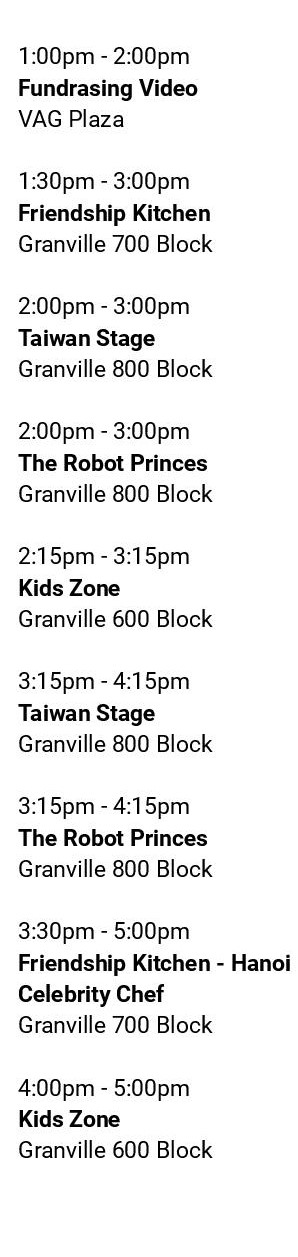 1:00pm - 2:00pm
Fundrasing Video
VAG Plaza
1:30pm - 3:00pm
Friendship Kitchen
Granville 700 Block
2:00pm - 3:00pm
Taiwan Stage
Granville 800 Block
2:00pm - 3:00pm
The Robot Princes
Granville 800 Block
2:15pm - 3:15pm
Kids Zone
Granville 600 Block
3:15pm - 4:15pm
Taiwan Stage
Granville 800 Block
3:15pm - 4:15pm
The Robot Princes
Granville 800 Block
3:30pm - 5:00pm
Friendship Kitchen - Hanoi
Celebrity Chef
Granville 700 Block
4:00pm - 5:00pm
Kids Zone
Granville 600 Block